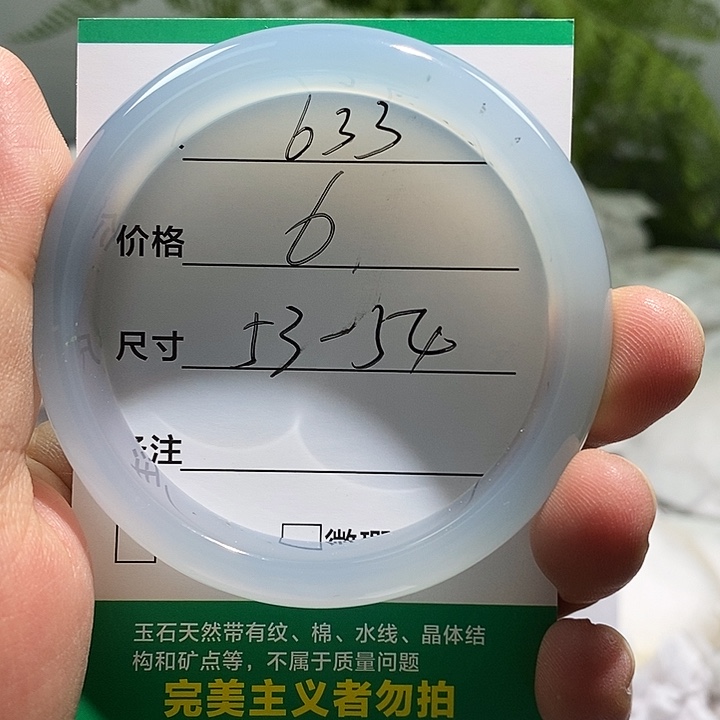 633
价格 6
尺寸 53-54
注
微瑕
玉石天然带有纹、棉、水线、晶体结
构和矿点等，不属于质量问题
完美主义者勿拍